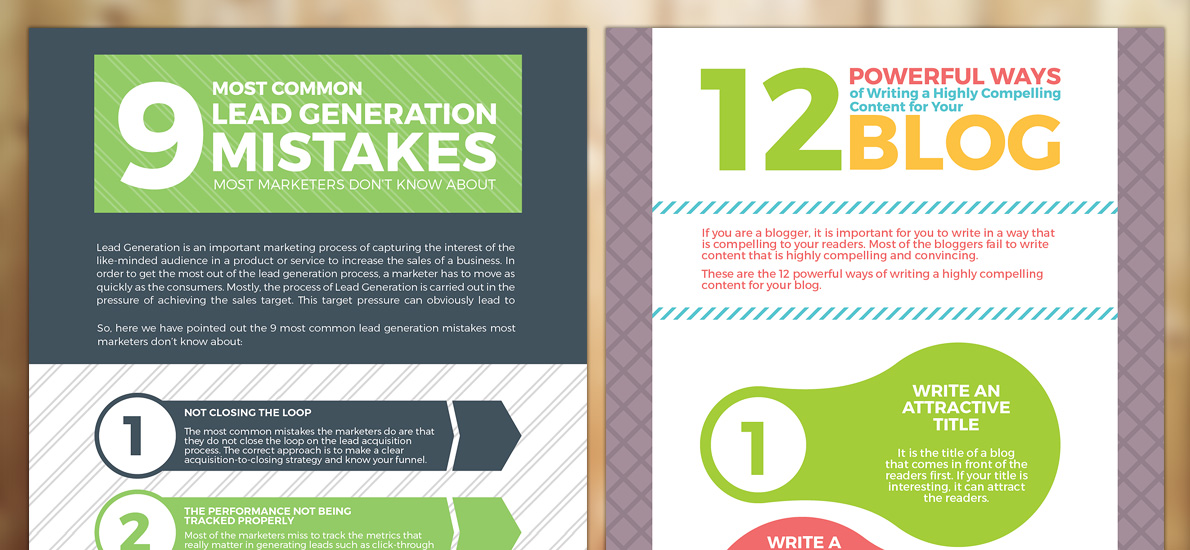 9
MOST COMMON
LEAD GENERATION
MISTAKES
MOST MARKETERS DON'T KNOW ABOUT
Lead Generation is an important marketing process of capturing the interest of the
like-minded audience in a product or service to increase the sales of a business. In
order to get the most out of the lead generation process, a marketer has to move as
quickly as the consumers. Mostly, the process of Lead Generation is carried out in the
pressure of achieving the sales target. This target pressure can obviously lead to
So, here we have pointed out the 9 most common lead generation mistakes most
marketers don't know about:
1
NOT CLOSING THE LOOP
The most common mistakes the marketers do are that
they do not close the loop on the lead acquisition
process. The correct approach is to make a clear
acquisition-to-closing strategy and know your funnel.
2
THE PERFORMANCE NOT BEING
TRACKED PROPERLY
Most of the marketers miss to track the metrics that
really matter in generating leads such as click-through
12
POWERFUL WAYS
of Writing a Highly Compelling
Content for Your
BLOG
If you are a blogger, it is important for you to write in a way that
is compelling to your readers. Most of the bloggers fail to write
content that is highly compelling and convincing.
These are the 12 powerful ways of writing a highly compelling
content for your blog.
1
WRITE AN
ATTRACTIVE
TITLE
It is the title of a blog
that comes in front of the
readers first. If your title is
interesting, it can attract
the readers.
WRITE A